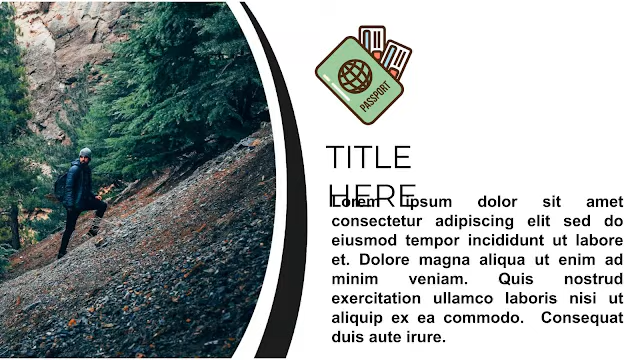 PASSPORT
TITLE
HERE
Lorem ipsum dolor sit amet
consectetur adipiscing elit sed do
eiusmod tempor incididunt ut labore
et. Dolore magna aliqua ut enim ad
minim veniam. Quis nostrud
exercitation ullamco laboris nisi ut
aliquip ex ea commodo. Consequat
duis aute irure.